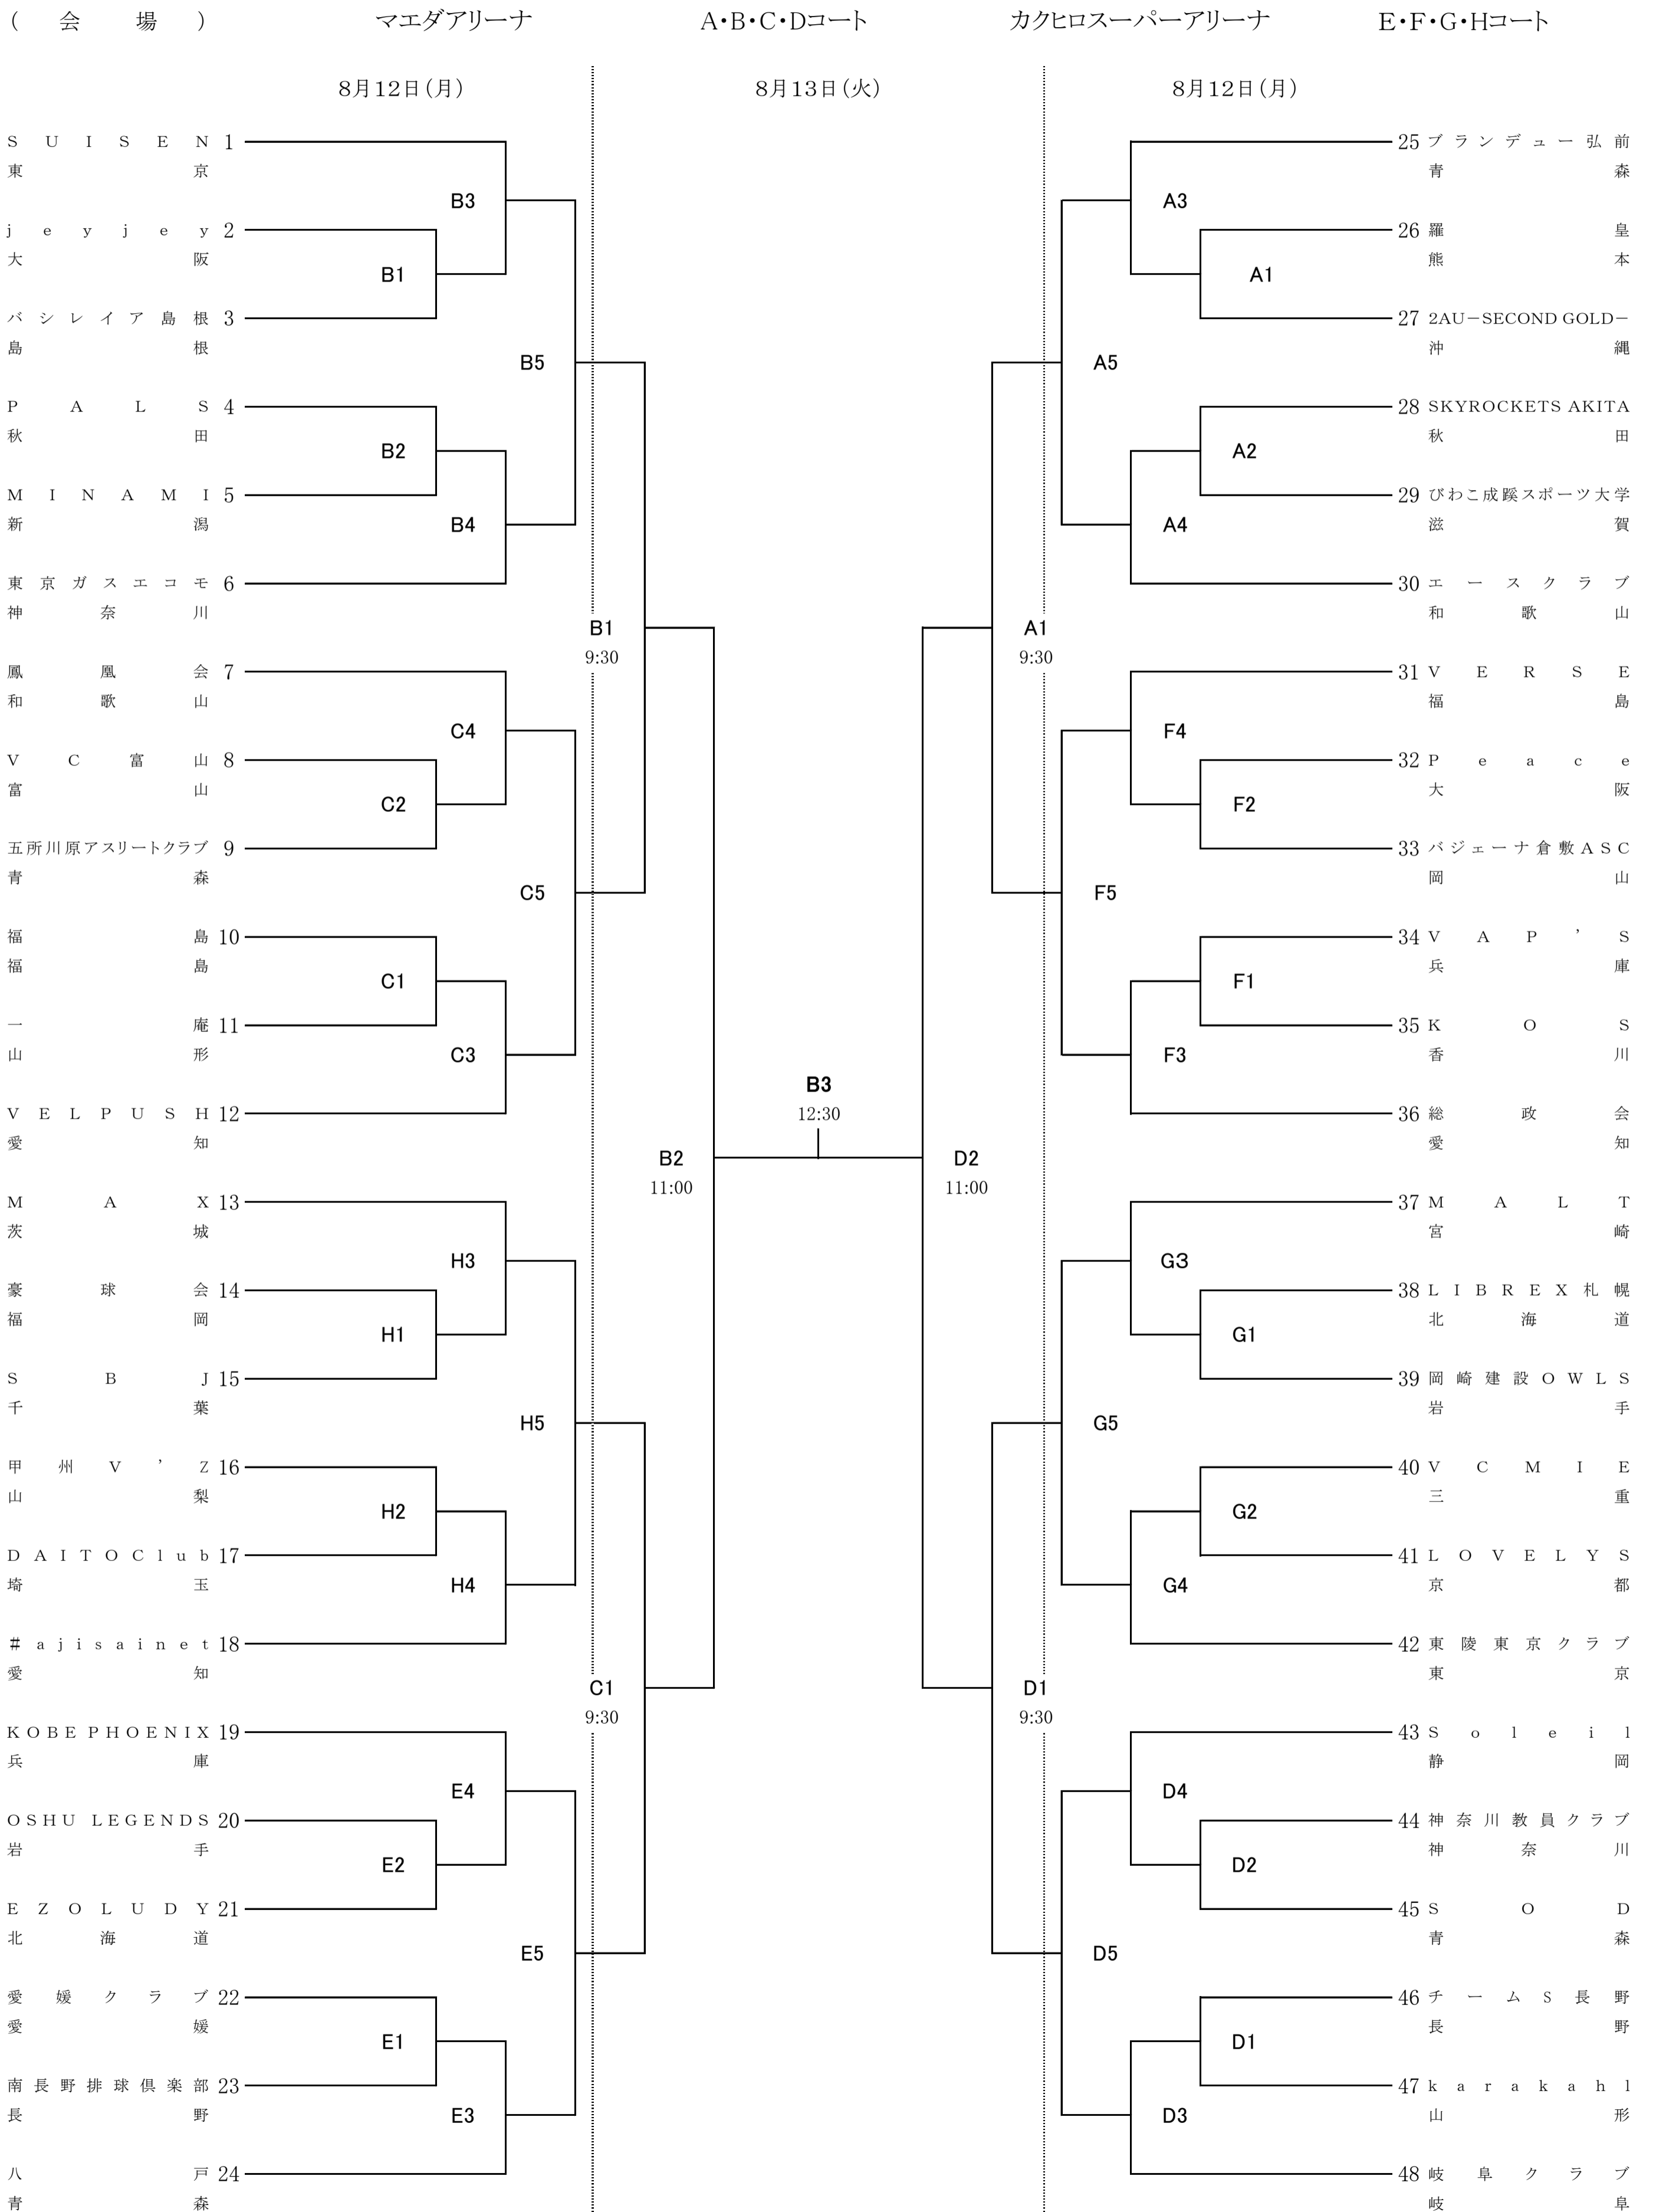 （会場） マエダアリーナ A・B・C・Dコート カクヒロスーパーアリーナ E・F・G・Hコート
8月12日（月） 8月13日（火） 8月12日（月）
SUISEN 1
東京
jeyjey 2
大阪
バシレイア島根 3
島根
PALS 4
秋田
MINAMI 5
新潟
東京ガスエコモ 6
神奈川
鳳凰会 7
和歌山
VC富山 8
富山
五所川原アスリートクラブ 9
青森
福島 10
福島
一庵 11
山形
VELPUSH 12
愛知
MAX 13
茨城
豪球会 14
福岡
SBJ 15
千葉
甲州V’Z 16
山梨
DAITOClub 17
埼玉
＃ajisainet 18
愛知
KOBE PHOENIX 19
兵庫
OSHU LEGENDS 20
岩手
EZOLUDY 21
北海道
愛媛クラブ 22
愛媛
南長野排球倶楽部 23
長野
八戸 24
青森
B3
B1
B5
B2
B4
C4
C2
C5
C1
C3
H3
H1
H5
H2
H4
E4
E2
E5
E1
E3
B1
9:30
C1
9:30
B2
11:00
B3
12:30
D2
11:00
A1
9:30
D1
9:30
A3
A1
A5
A2
A4
F4
F2
F5
F1
F3
G3
G1
G5
G2
G4
D4
D2
D5
D1
D3
25 ブランデュー弘前
青森
26 羅皇
熊本
27 2AU－SECOND GOLD－
沖縄
28 SKYROCKETS AKITA
秋田
29 びわこ成蹊スポーツ大学
滋賀
30 エースクラブ
和歌山
31 VERSE
福島
32 Peace
大阪
33 バジェーナ倉敷ASC
岡山
34 VAP’S
兵庫
35 KOS
香川
36 総政会
愛知
37 MALT
宮崎
38 LIBREX札幌
北海道
39 岡崎建設OWLS
岩手
40 VCMIE
三重
41 LOVELYS
京都
42 東陵東京クラブ
東京
43 Soleil
静岡
44 神奈川教員クラブ
神奈川
45 SOD
青森
46 チームS長野
長野
47 karakahl
山形
48 岐阜クラブ
岐阜